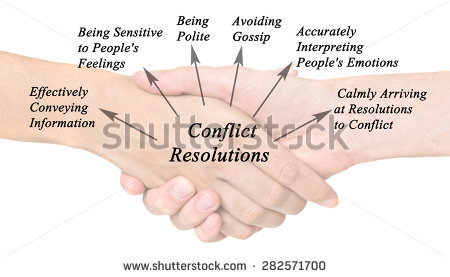 Being Sensitive
to People's
Feelings
Being
Polite
Avoiding
Gossip
Accurately
Interpreting
People's Emotions
Effectively
Conveying
Information
Calmly Arriving
at Resolutions
to Conflict
Conflict
Resolutions
shutterstock
www.shutterstock.com · 282571700